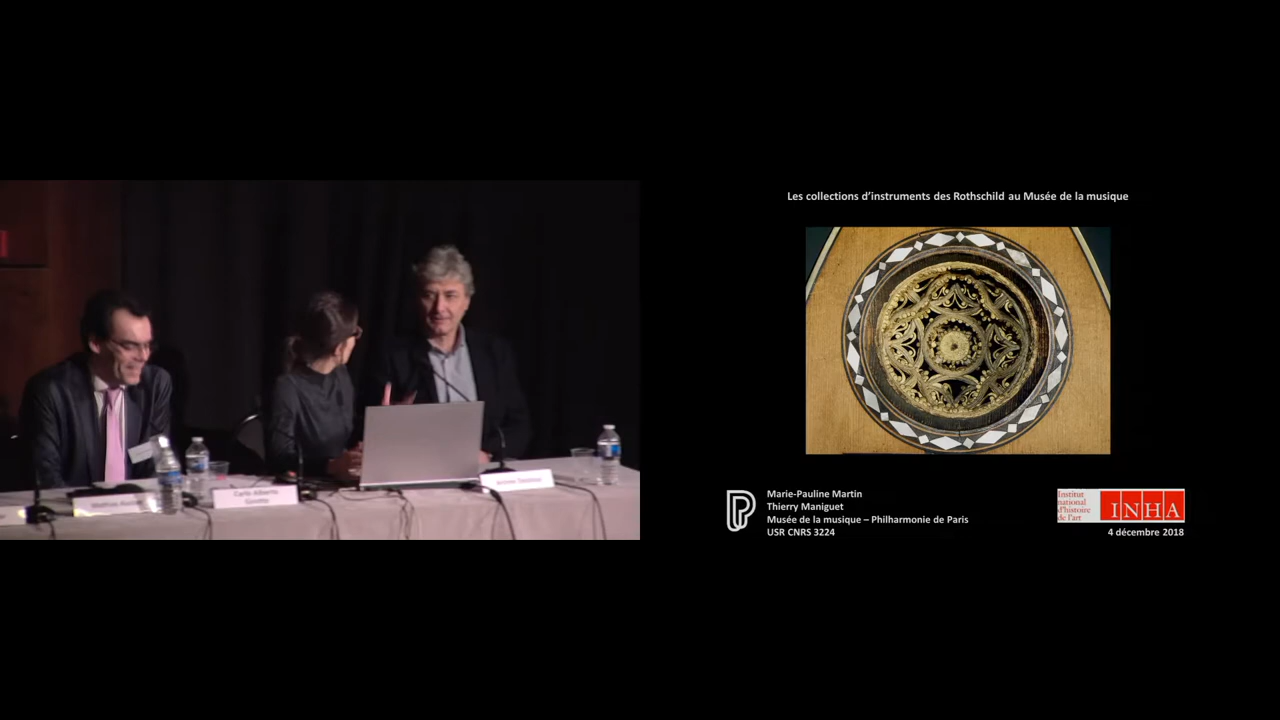 Les collections d’instruments des Rothschild au Musée de la musique
Marie-Pauline Martin
Thierry Maniguet
Musée de la musique – Philharmonie de Paris
USR CNRS 3224
Institut
national
d'histoire
de l'art
INHA
4 décembre 2018
Carlo Alberto